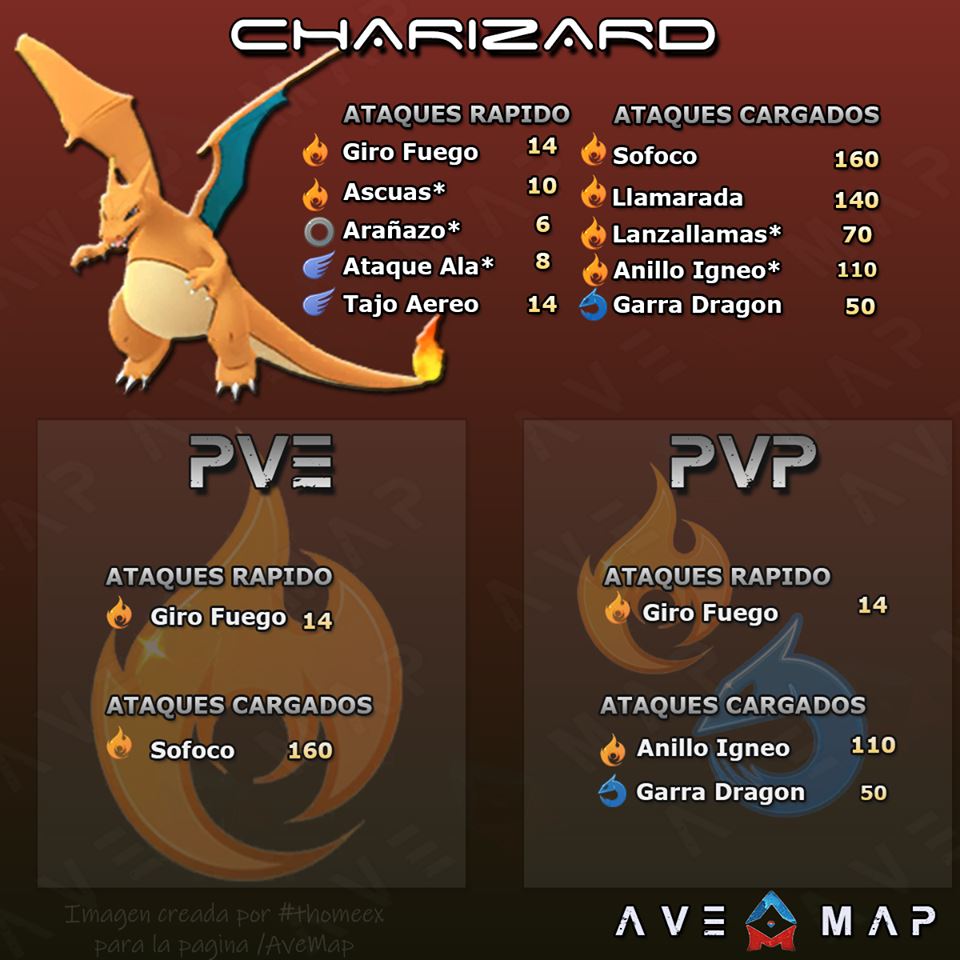 CHARIZARD
ATAQUES RAPIDO
Giro Fuego 14
Ascuas* 10
Arañazo* 6
Ataque Ala* 8
Tajo Aereo 14
ATAQUES CARGADOS
Sofoco 160
Llamarada 140
Lanzallamas* 70
Anillo Igneo* 110
Garra Dragon 50
PVE
ATAQUES RAPIDO
Giro Fuego 14
ATAQUES CARGADOS
Sofoco 160
PVP
ATAQUES RAPIDO
Giro Fuego 14
ATAQUES CARGADOS
Anillo Igneo 110
Garra Dragon 50
Imagen creada por #thomeex
para la pagina /AveMap
AVE MAP